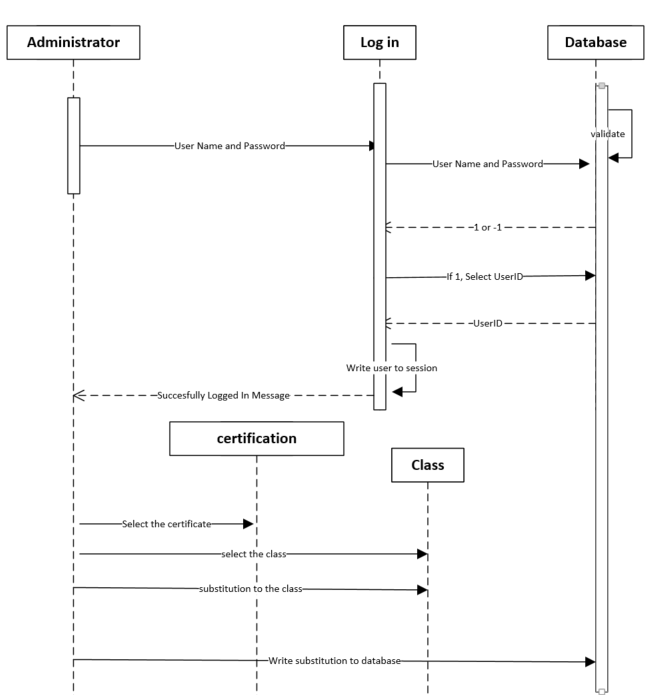 Administrator
Log in
Database
validate
User Name and Password
User Name and Password
1 or -1
If 1, Select UserID
UserID
Write user to session
Succesfully Logged In Message
certification
Class
Select the certificate
select the class
substitution to the class
Write substitution to database